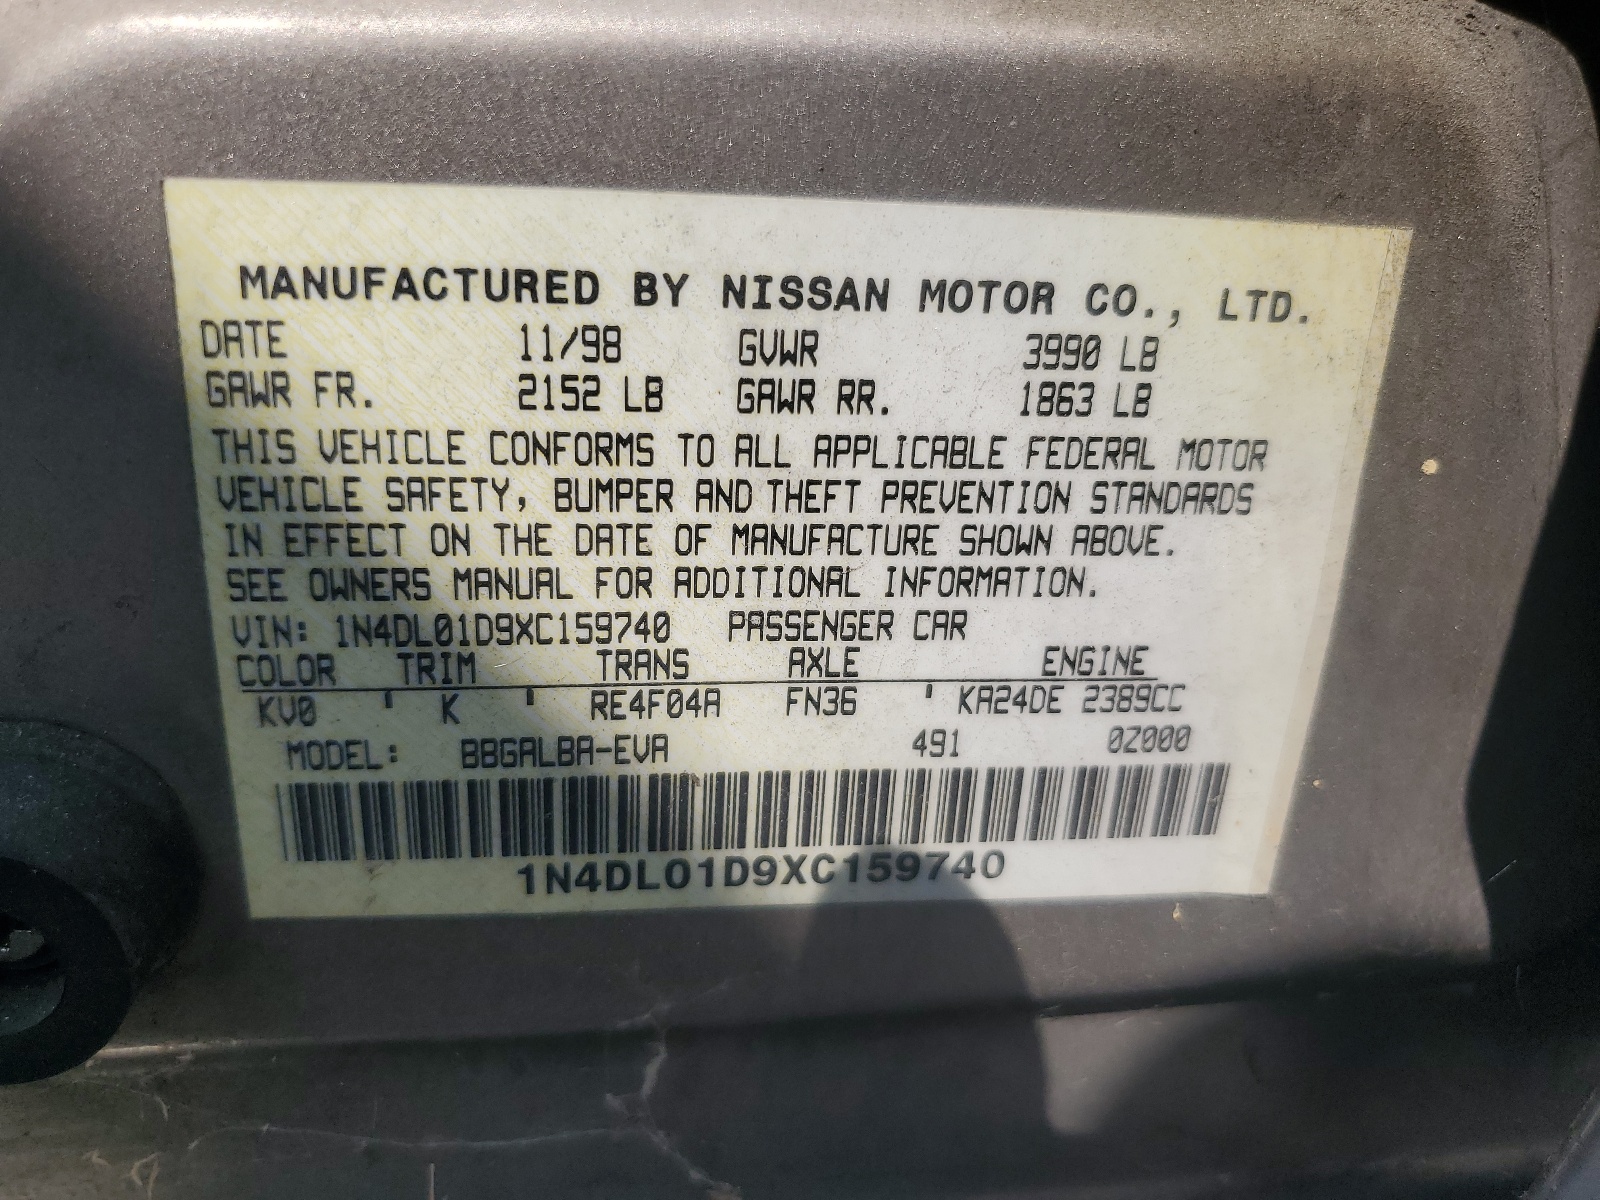 MANUFACTURED BY NISSAN MOTOR CO., LTD.
DATE 11/98 GVWR 3990 LB
GAWR FR. 2152 LB GAWR RR. 1863 LB
THIS VEHICLE CONFORMS TO ALL APPLICABLE FEDERAL MOTOR
VEHICLE SAFETY, BUMPER AND THEFT PREVENTION STANDARDS
IN EFFECT ON THE DATE OF MANUFACTURE SHOWN ABOVE.
SEE OWNERS MANUAL FOR ADDITIONAL INFORMATION.
VIN: 1N4DL01D9XC159740 PASSENGER CAR
COLOR TRIM TRANS AXLE ENGINE
KV0 ' K ' RE4F04A FN36 ' KA24DE 2389CC
MODEL: BBGALBA-EVA 491 0Z000
1N4DL01D9XC159740